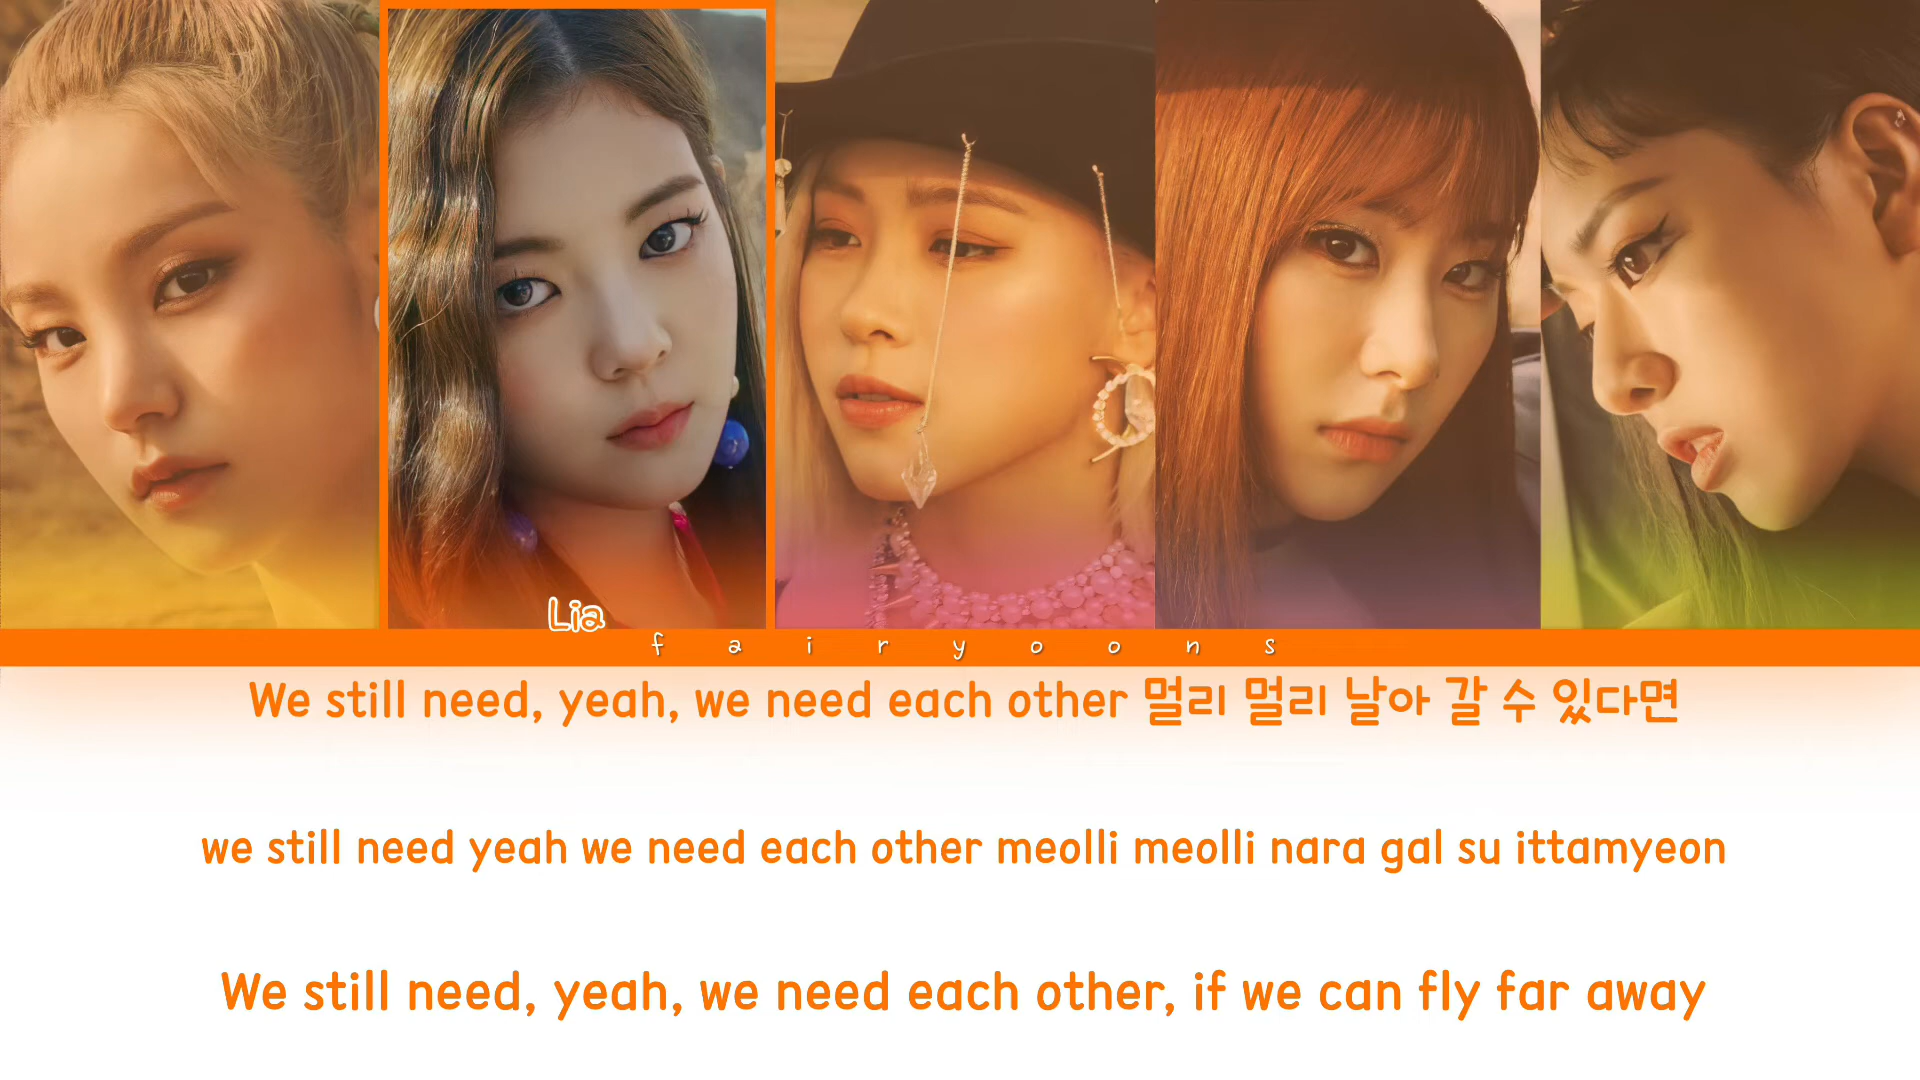 Lia
fairyoons
We still need, yeah, we need each other 멀리 멀리 날아 갈 수 있다면
we still need yeah we need each other meolli meolli nara gal su ittamyeon
We still need, yeah, we need each other, if we can fly far away